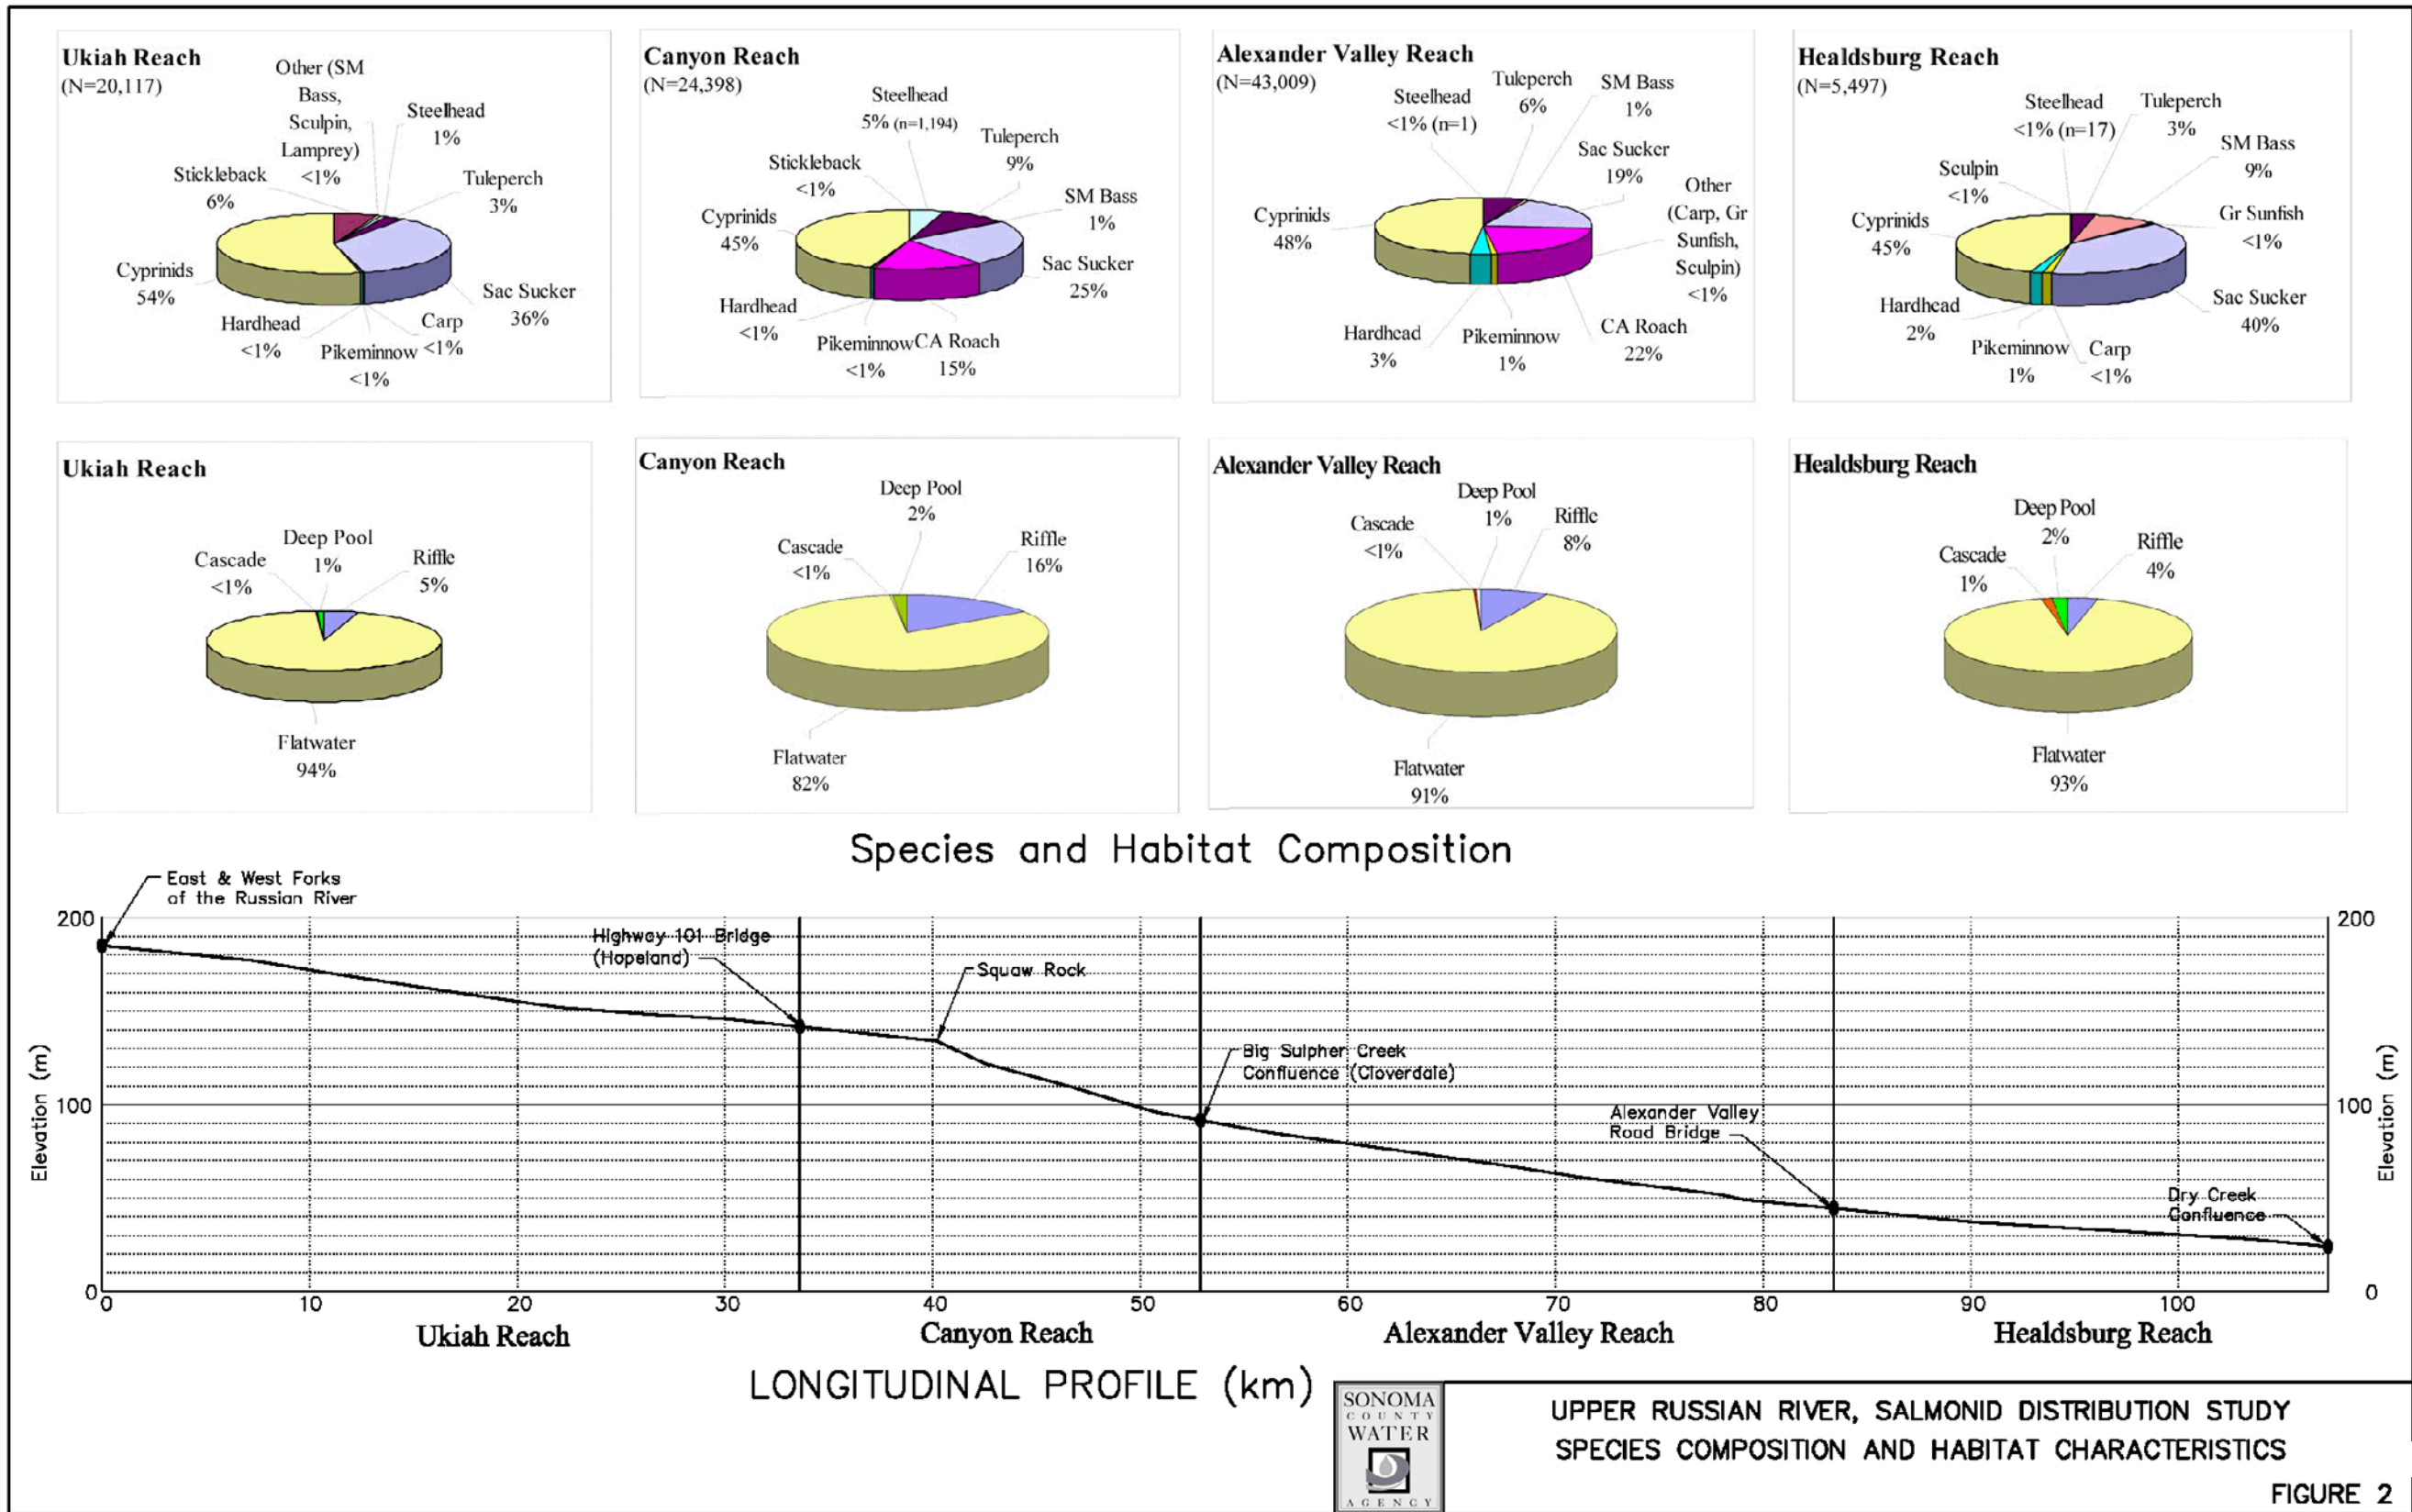 Ukiah Reach
(N=20,117)
Other (SM
Bass,
Sculpin,
Lamprey)
<1%
Steelhead
1%
Stickleback
6%
Tuleperch
3%
Cyprinids
54%
Sac Sucker
36%
Hardhead
<1%
Pikeminnow
<1%
Carp
<1%
Canyon Reach
(N=24,398)
Steelhead
5% (n=1,194)
Tuleperch
9%
Stickleback
<1%
SM Bass
1%
Cyprinids
45%
Sac Sucker
25%
Hardhead
<1%
Pikeminnow
<1%
CA Roach
15%
Alexander Valley Reach
(N=43,009)
Steelhead
<1% (n=1)
Tuleperch
6%
SM Bass
1%
Sac Sucker
19%
Other
(Carp, Gr
Sunfish,
Sculpin)
<1%
Cyprinids
48%
Hardhead
3%
Pikeminnow
1%
CA Roach
22%
Healdsburg Reach
(N=5,497)
Steelhead
<1% (n=17)
Tuleperch
3%
SM Bass
9%
Sculpin
<1%
Gr Sunfish
<1%
Cyprinids
45%
Sac Sucker
40%
Hardhead
2%
Pikeminnow
1%
Carp
<1%
Ukiah Reach
Cascade
<1%
Deep Pool
1%
Riffle
5%
Flatwater
94%
Canyon Reach
Deep Pool
2%
Cascade
<1%
Riffle
16%
Flatwater
82%
Alexander Valley Reach
Deep Pool
1%
Cascade
<1%
Riffle
8%
Flatwater
91%
Healdsburg Reach
Deep Pool
2%
Cascade
1%
Riffle
4%
Flatwater
93%
Species and Habitat Composition
East & West Forks
of the Russian River
Highway 101 Bridge
(Hopeland)
Squaw Rock
Big Sulpher Creek
Confluence (Cloverdale)
Alexander Valley
Road Bridge
Dry Creek
Confluence
200
100
0
Elevation (m)
200
100
0
Elevation (m)
0 10 20 30 40 50 60 70 80 90 100
Ukiah Reach Canyon Reach Alexander Valley Reach Healdsburg Reach
LONGITUDINAL PROFILE (km)
SONOMA
COUNTY
WATER
AGENCY
UPPER RUSSIAN RIVER, SALMONID DISTRIBUTION STUDY
SPECIES COMPOSITION AND HABITAT CHARACTERISTICS
FIGURE 2